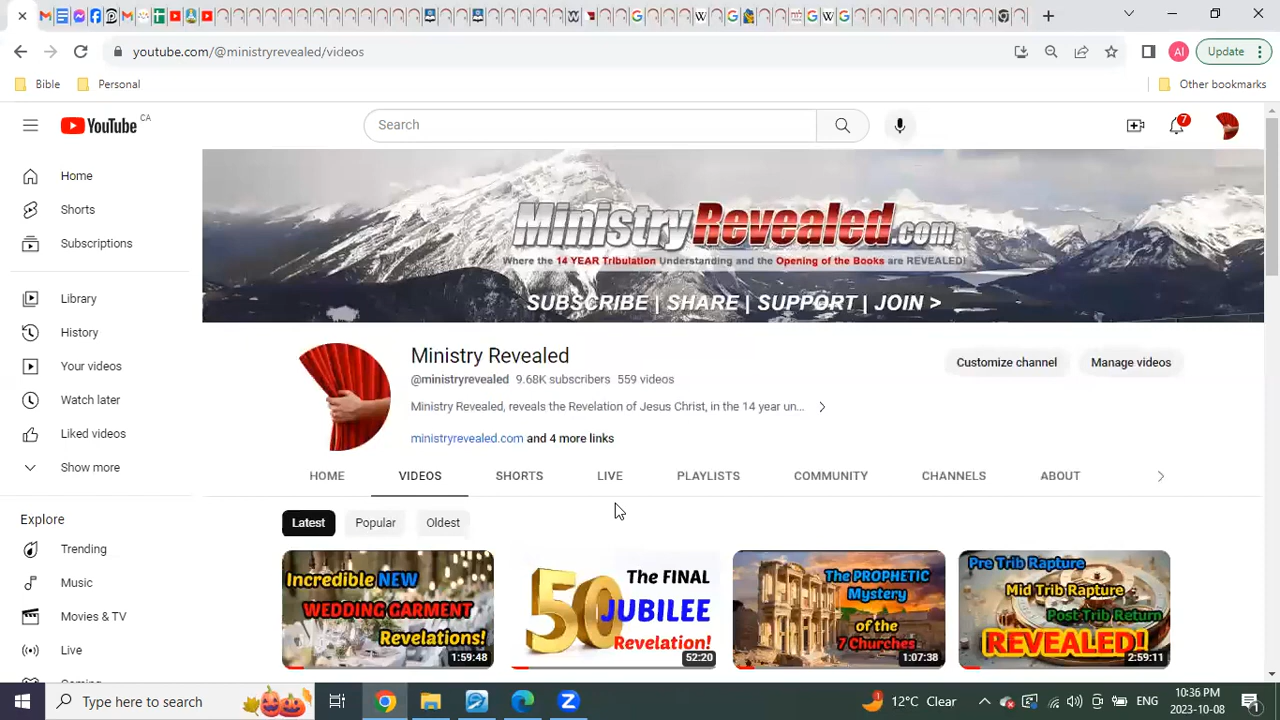 youtube.com/@ministryrevealed/videos
AI
Update
Bible
Personal
Other bookmarks
YouTube CA
Search
7
Home
Shorts
Subscriptions
Library
History
Your videos
Watch later
Liked videos
Show more
Explore
Trending
Music
Movies & TV
Live
MinistryRevealed.com
Where the 14 YEAR Tribulation Understanding and the Opening of the Books are REVEALED!
SUBSCRIBE | SHARE | SUPPORT | JOIN >
Ministry Revealed
@ministryrevealed 9.68K subscribers 559 videos
Ministry Revealed, reveals the Revelation of Jesus Christ, in the 14 year un...
ministryrevealed.com and 4 more links
Customize channel
Manage videos
HOME VIDEOS SHORTS LIVE PLAYLISTS COMMUNITY CHANNELS ABOUT
Latest Popular Oldest
Incredible NEW
WEDDING GARMENT
Revelations!
1:59:48
50
The FINAL
JUBILEE
Revelation!
52:20
The PROPHETIC
Mystery
of the
7 Churches
1:07:38
Pre Trib Rapture
Mid Trib Rapture
Post Trib Return
REVEALED!
2:59:11
Type here to search
12°C Clear
ENG
10:36 PM
2023-10-08
1